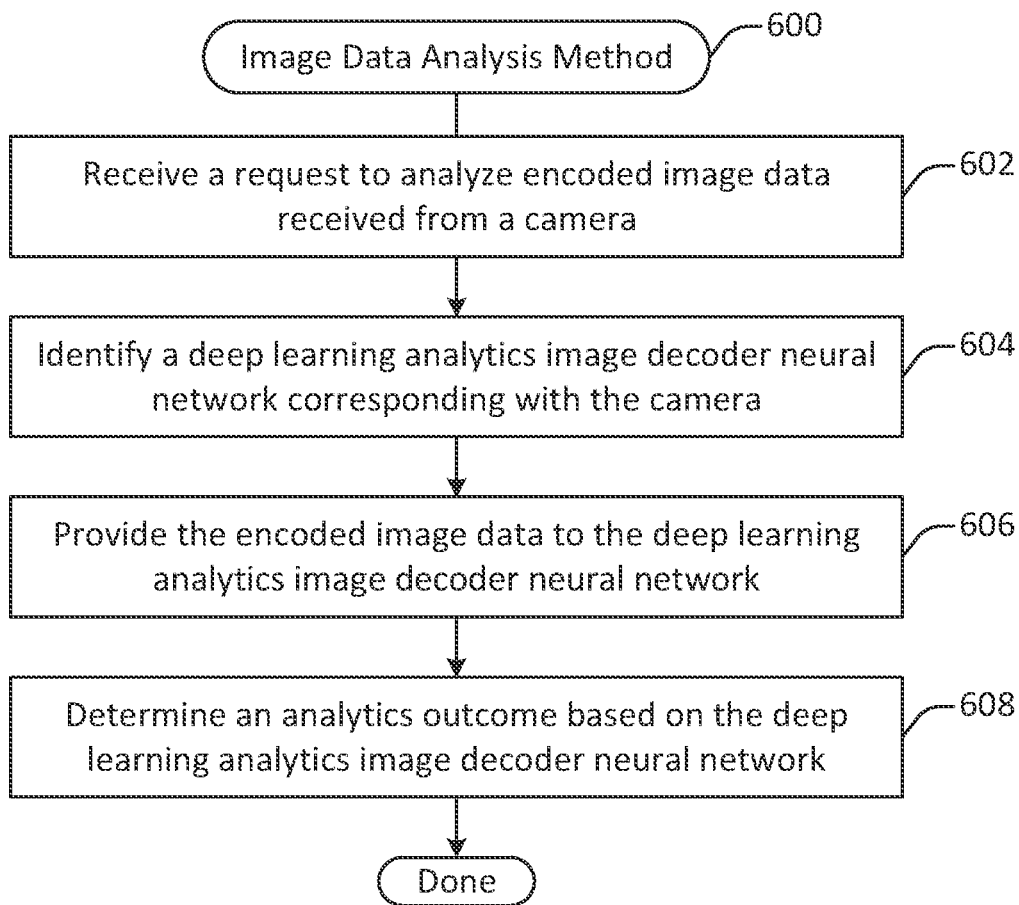 600
Image Data Analysis Method
602
Receive a request to analyze encoded image data
received from a camera
604
Identify a deep learning analytics image decoder neural
network corresponding with the camera
606
Provide the encoded image data to the deep learning
analytics image decoder neural network
608
Determine an analytics outcome based on the deep
learning analytics image decoder neural network
Done